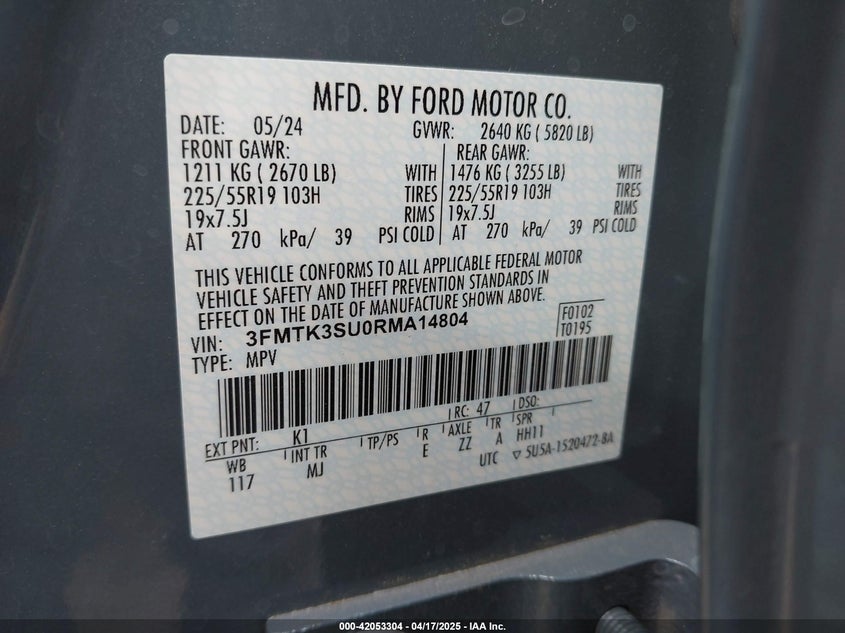 MFD. BY FORD MOTOR CO.
DATE: 05/24 GVWR: 2640 KG ( 5820 LB)
FRONT GAWR: REAR GAWR:
1211 KG ( 2670 LB) WITH 1476 KG ( 3255 LB) WITH
225/55R19 103H TIRES 225/55R19 103H TIRES
19x7.5J RIMS 19x7.5J RIMS
AT 270 kPa/ 39 PSI COLD AT 270 kPa/ 39 PSI COLD
THIS VEHICLE CONFORMS TO ALL APPLICABLE FEDERAL MOTOR
VEHICLE SAFETY AND THEFT PREVENTION STANDARDS IN
EFFECT ON THE DATE OF MANUFACTURE SHOWN ABOVE.
VIN: 3FMTK3SU0RMA14804 F0102
TYPE: MPV T0195
EXT PNT: K1 RC: 47 DSO:
WB INT TR TP/PS R AXLE TR SPR
117 MJ E ZZ A HH11
UTC ▽ 5U5A-1520472-BA
000-42053304 - 04/17/2025 - IAA Inc.